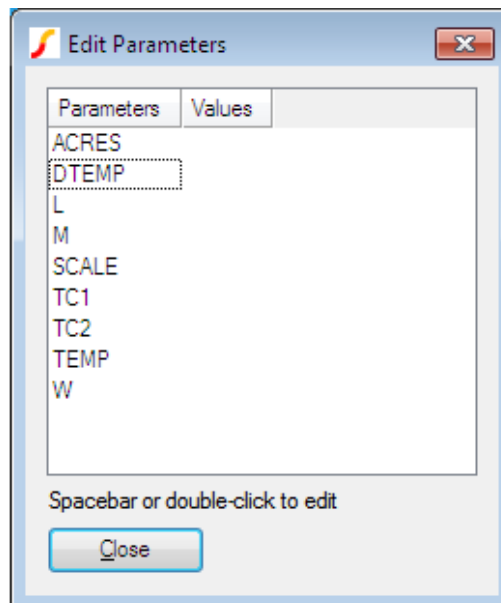 Edit Parameters
Parameters Values
ACRES
DTEMP
L
M
SCALE
TC1
TC2
TEMP
W
Spacebar or double-click to edit
Close